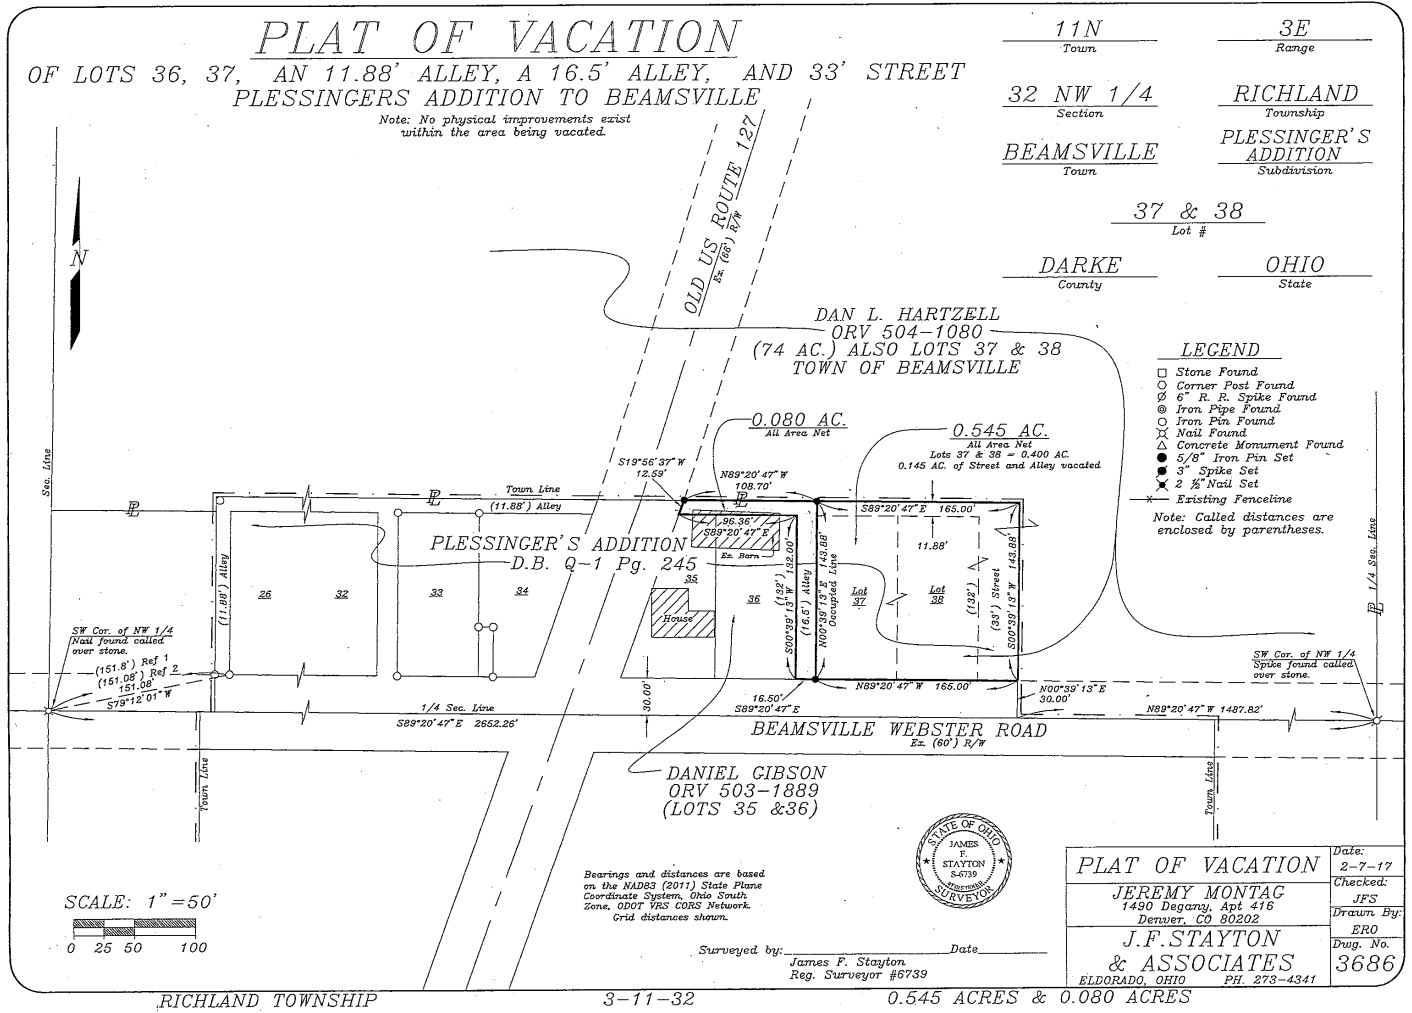 PLAT OF VACATION
OF LOTS 36, 37, AN 11.88' ALLEY, A 16.5' ALLEY, AND 33' STREET
PLESSINGERS ADDITION TO BEAMSVILLE
Note: No physical improvements exist
within the area being vacated.
11N
Town
3E
Range
32 NW 1/4
Section
RICHLAND
Township
BEAMSVILLE
Town
PLESSINGER'S
ADDITION
Subdivision
37 & 38
Lot #
DARKE
County
OHIO
State
N
OLD US ROUTE 127
Ex. (66') R/W
DAN L. HARTZELL
ORV 504-1080
(74 AC.) ALSO LOTS 37 & 38
TOWN OF BEAMSVILLE
LEGEND
Stone Found
Corner Post Found
6" R. R. Spike Found
Iron Pipe Found
Iron Pin Found
Nail Found
Concrete Monument Found
5/8" Iron Pin Set
3" Spike Set
2 ½" Nail Set
Existing Fenceline
Note: Called distances are
enclosed by parentheses.
0.080 AC.
All Area Net
0.545 AC.
All Area Net
Lots 37 & 38 = 0.400 AC.
0.145 AC. of Street and Alley vacated
S19°56'37"W
12.59'
N89°20'47"W
108.70'
Sec. Line
PL
PL
Town Line
(11.88') Alley
PL
S89°20'47"E 165.00'
11.88'
96.36'
S89°20'47"E
Ex. Barn
PLESSINGER'S ADDITION
D.B. Q-1 Pg. 245
(11.88') Alley
26
32
33
34
35
36
Lot
37
Lot
38
House
(132')
S00°39'13"W 132.00'
(16.5') Alley
N00°39'13"E 143.88'
Occupied Line
(132')
(33') Street
S00°39'13"W 143.88'
PL
1/4 Sec. Line
SW Cor. of NW 1/4
Nail found called
over stone.
(151.8') Ref 1
(151.08') Ref 2
151.08'
S79°12'01"W
SW Cor. of NW 1/4
Spike found called
over stone.
30.00'
16.50'
S89°20'47"E
N89°20'47"W 165.00'
N00°39'13"E
30.00'
N89°20'47"W 1487.82'
1/4 Sec. Line
S89°20'47"E 2652.26'
BEAMSVILLE WEBSTER ROAD
Ex. (60') R/W
Town Line
Town Line
DANIEL GIBSON
ORV 503-1889
(LOTS 35 &36)
STATE OF OHIO
JAMES
F.
STAYTON
S-6739
REGISTERED
SURVEYOR
Bearings and distances are based
on the NAD83 (2011) State Plane
Coordinate System, Ohio South
Zone, ODOT VRS CORS Network.
Grid distances shown.
SCALE: 1"=50'
0 25 50 100
Surveyed by: Date
James F. Stayton
Reg. Surveyor #6739
PLAT OF VACATION
JEREMY MONTAG
1490 Degany, Apt 416
Denver, CO 80202
J.F.STAYTON
& ASSOCIATES
ELDORADO, OHIO PH. 273-4341
Date:
2-7-17
Checked:
JFS
Drawn By:
ERO
Dwg. No.
3686
RICHLAND TOWNSHIP 3-11-32 0.545 ACRES & 0.080 ACRES